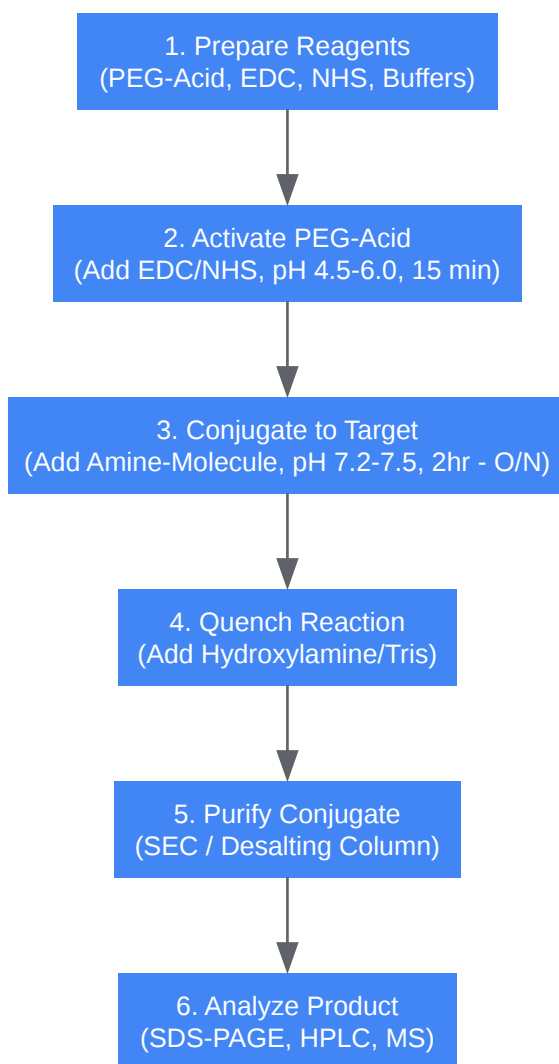 1. Prepare Reagents
(PEG-Acid, EDC, NHS, Buffers)
2. Activate PEG-Acid
(Add EDC/NHS, pH 4.5-6.0, 15 min)
3. Conjugate to Target
(Add Amine-Molecule, pH 7.2-7.5, 2hr - O/N)
4. Quench Reaction
(Add Hydroxylamine/Tris)
5. Purify Conjugate
(SEC / Desalting Column)
6. Analyze Product
(SDS-PAGE, HPLC, MS)